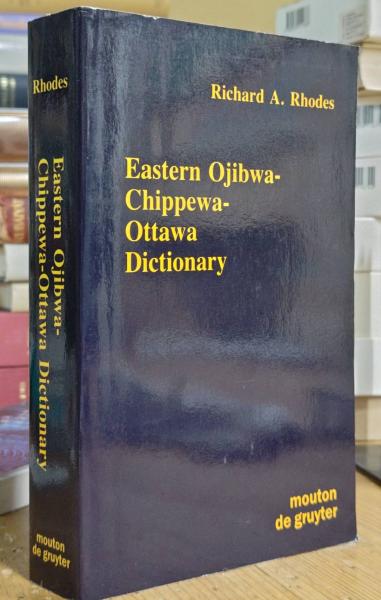 Rhodes
Eastern Ojibwa-
Chippewa-Ottawa Dictionary
mouton
de gruyter
Richard A. Rhodes
Eastern Ojibwa-
Chippewa-
Ottawa
Dictionary
mouton
de gruyter